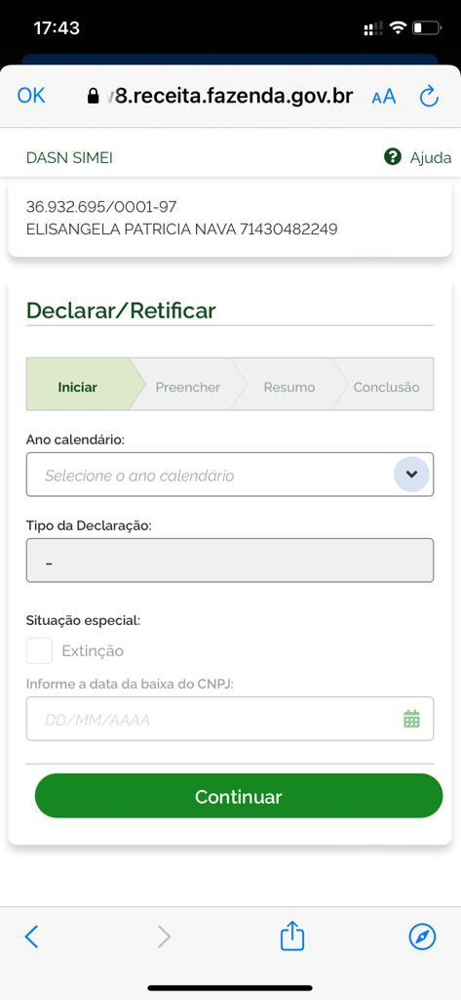 17:43
OK
8.receita.fazenda.gov.br
AA
DASN SIMEI
? Ajuda
36.932.695/0001-97
ELISANGELA PATRICIA NAVA 71430482249
Declarar/Retificar
Iniciar
Preencher
Resumo
Conclusão
Ano calendário:
Selecione o ano calendário
Tipo da Declaração:
-
Situação especial:
Extinção
Informe a data da baixa do CNPJ:
DD/MM/AAAA
Continuar